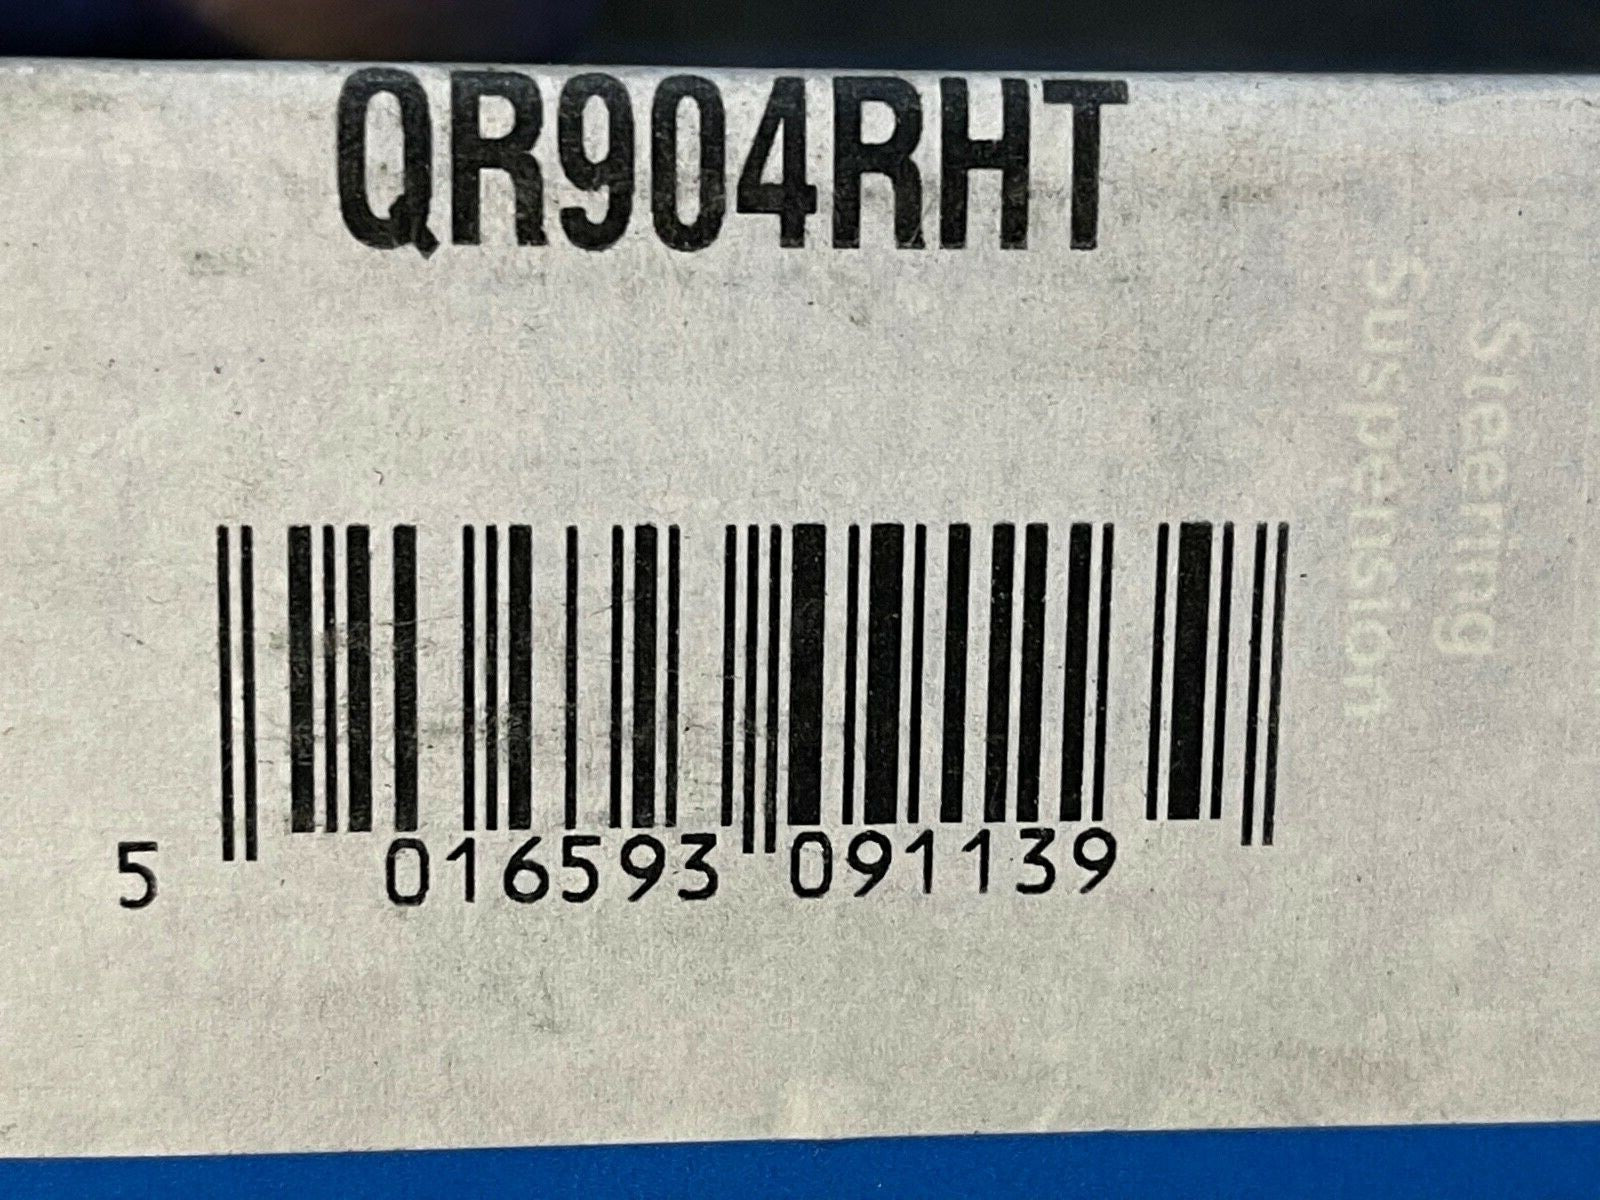 QR904RHT
Steering
Suspension
5 016593 091139